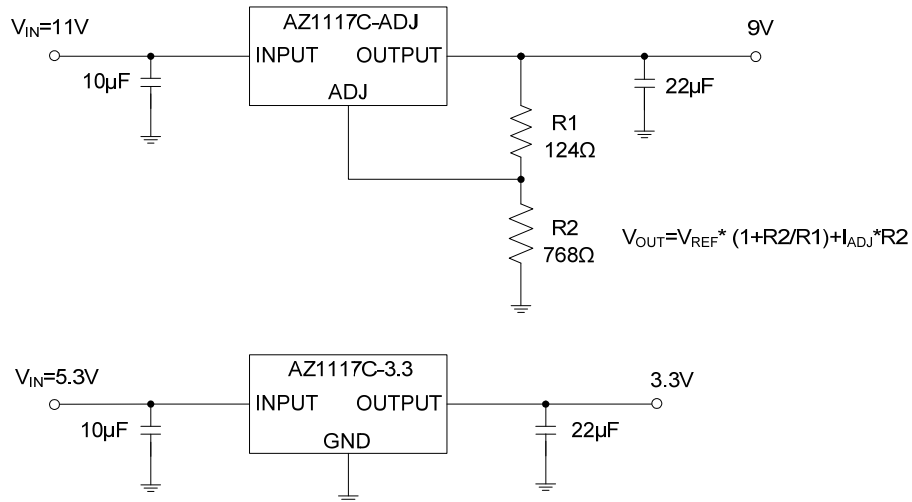 V_IN=11V
AZ1117C-ADJ
9V
INPUT OUTPUT
10μF
ADJ
22μF
R1
124Ω
R2
768Ω
V_OUT=V_REF* (1+R2/R1)+I_ADJ*R2
V_IN=5.3V
AZ1117C-3.3
3.3V
INPUT OUTPUT
10μF
GND
22μF